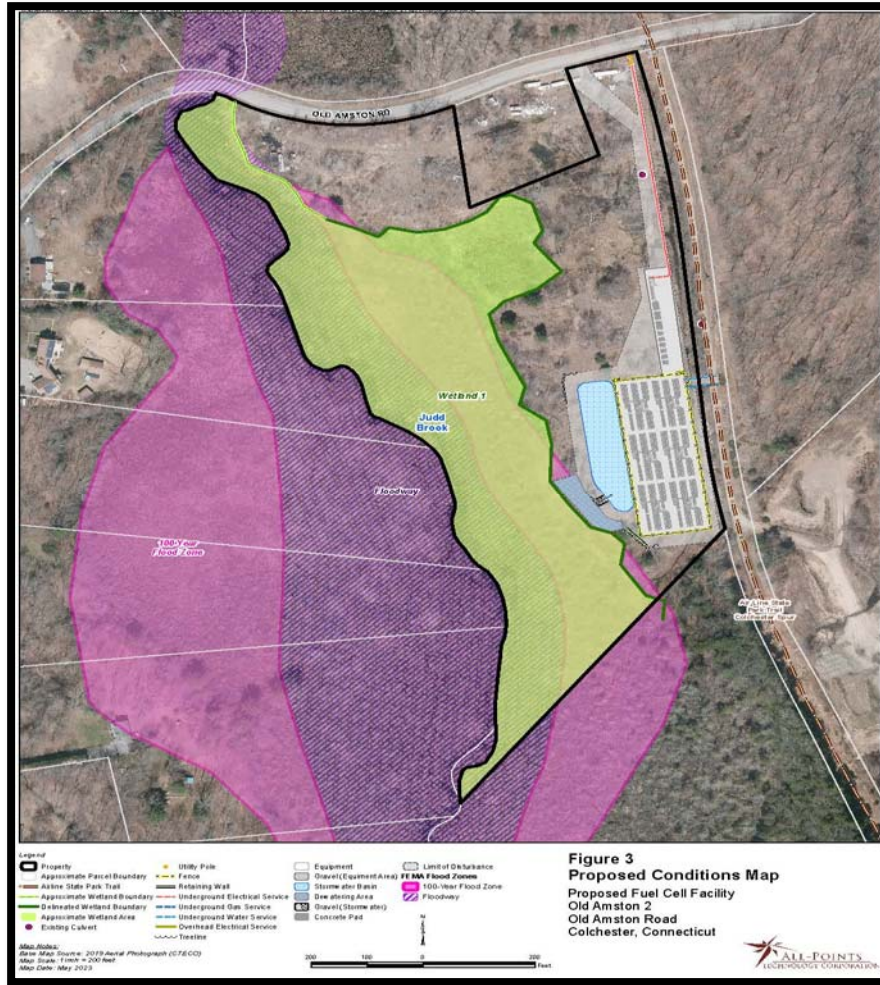 OLD AMSTON RD
Wetland 1
Judd
Brook
Floodway
100-Year
Flood Zone
Air Line State
Park Trail
Colchester Spur
Legend
Property
Approximate Parcel Boundary
Airline State Park Trail
Approximate Wetland Boundary
Delineated Wetland Boundary
Approximate Wetland Area
Existing Culvert
Utility Pole
Fence
Retaining Wall
Underground Electrical Service
Underground Gas Service
Underground Water Service
Overhead Electrical Service
Treeline
Equipment
Gravel (Equipment Area)
Stormwater Basin
Dewatering Area
Gravel (Stormwater)
Concrete Pad
Limit of Disturbance
FEMA Flood Zones
100-Year Flood Zone
Floodway
Map Notes:
Base Map Source: 2019 Aerial Photograph (CTECO)
Map Scale: 1 inch = 200 feet
Map Date: May 2023
N
200 0 200
Feet
Figure 3
Proposed Conditions Map
Proposed Fuel Cell Facility
Old Amston 2
Old Amston Road
Colchester, Connecticut
ALL-POINTS
TECHNOLOGY CORPORATION